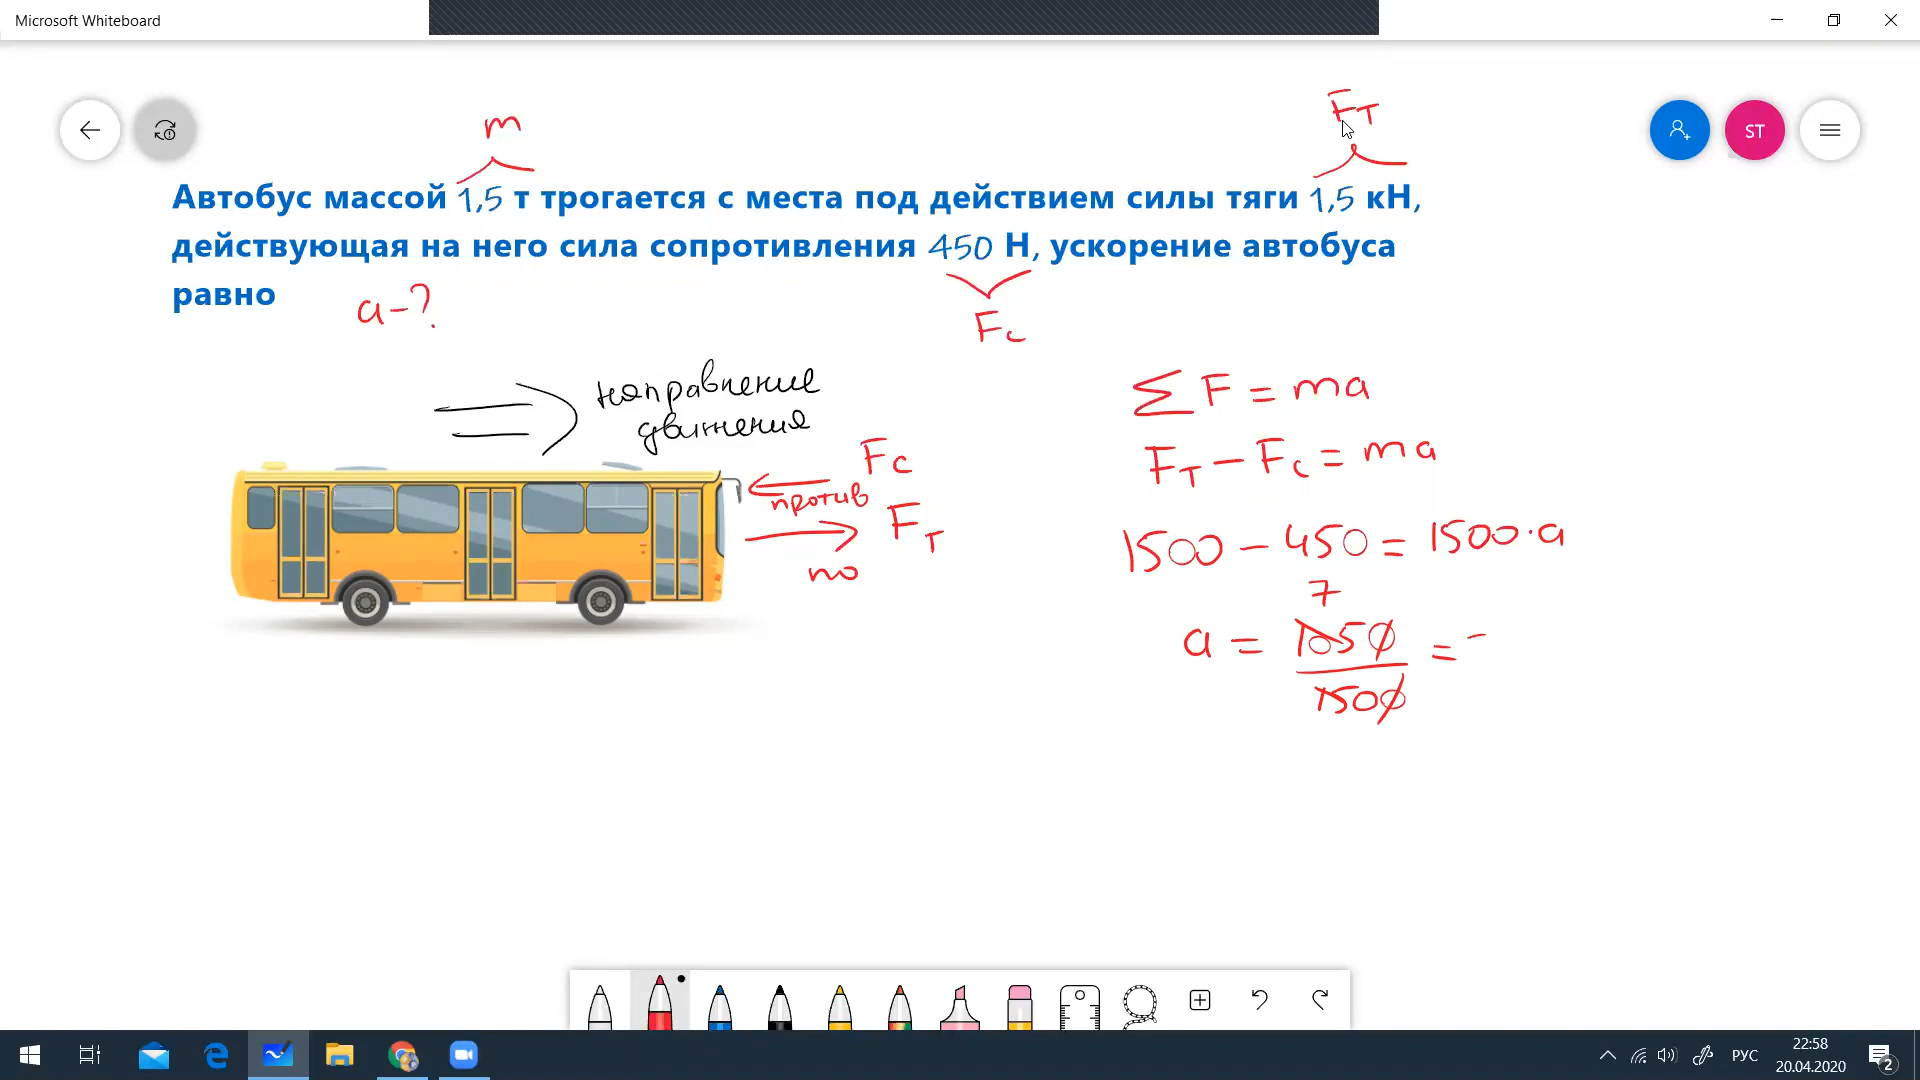 Microsoft Whiteboard
m
Fт
ST
Автобус массой 1,5 т трогается с места под действием силы тяги 1,5 кН,
действующая на него сила сопротивления 450 Н, ускорение автобуса
равно
a-?
Fc
направление
движения
Fc
против
Fт
по
∑F = ma
Fт - Fc = ma
1500 - 450 = 1500·a
7
a = 1050/1500 =
РУС
22:58
20.04.2020
2